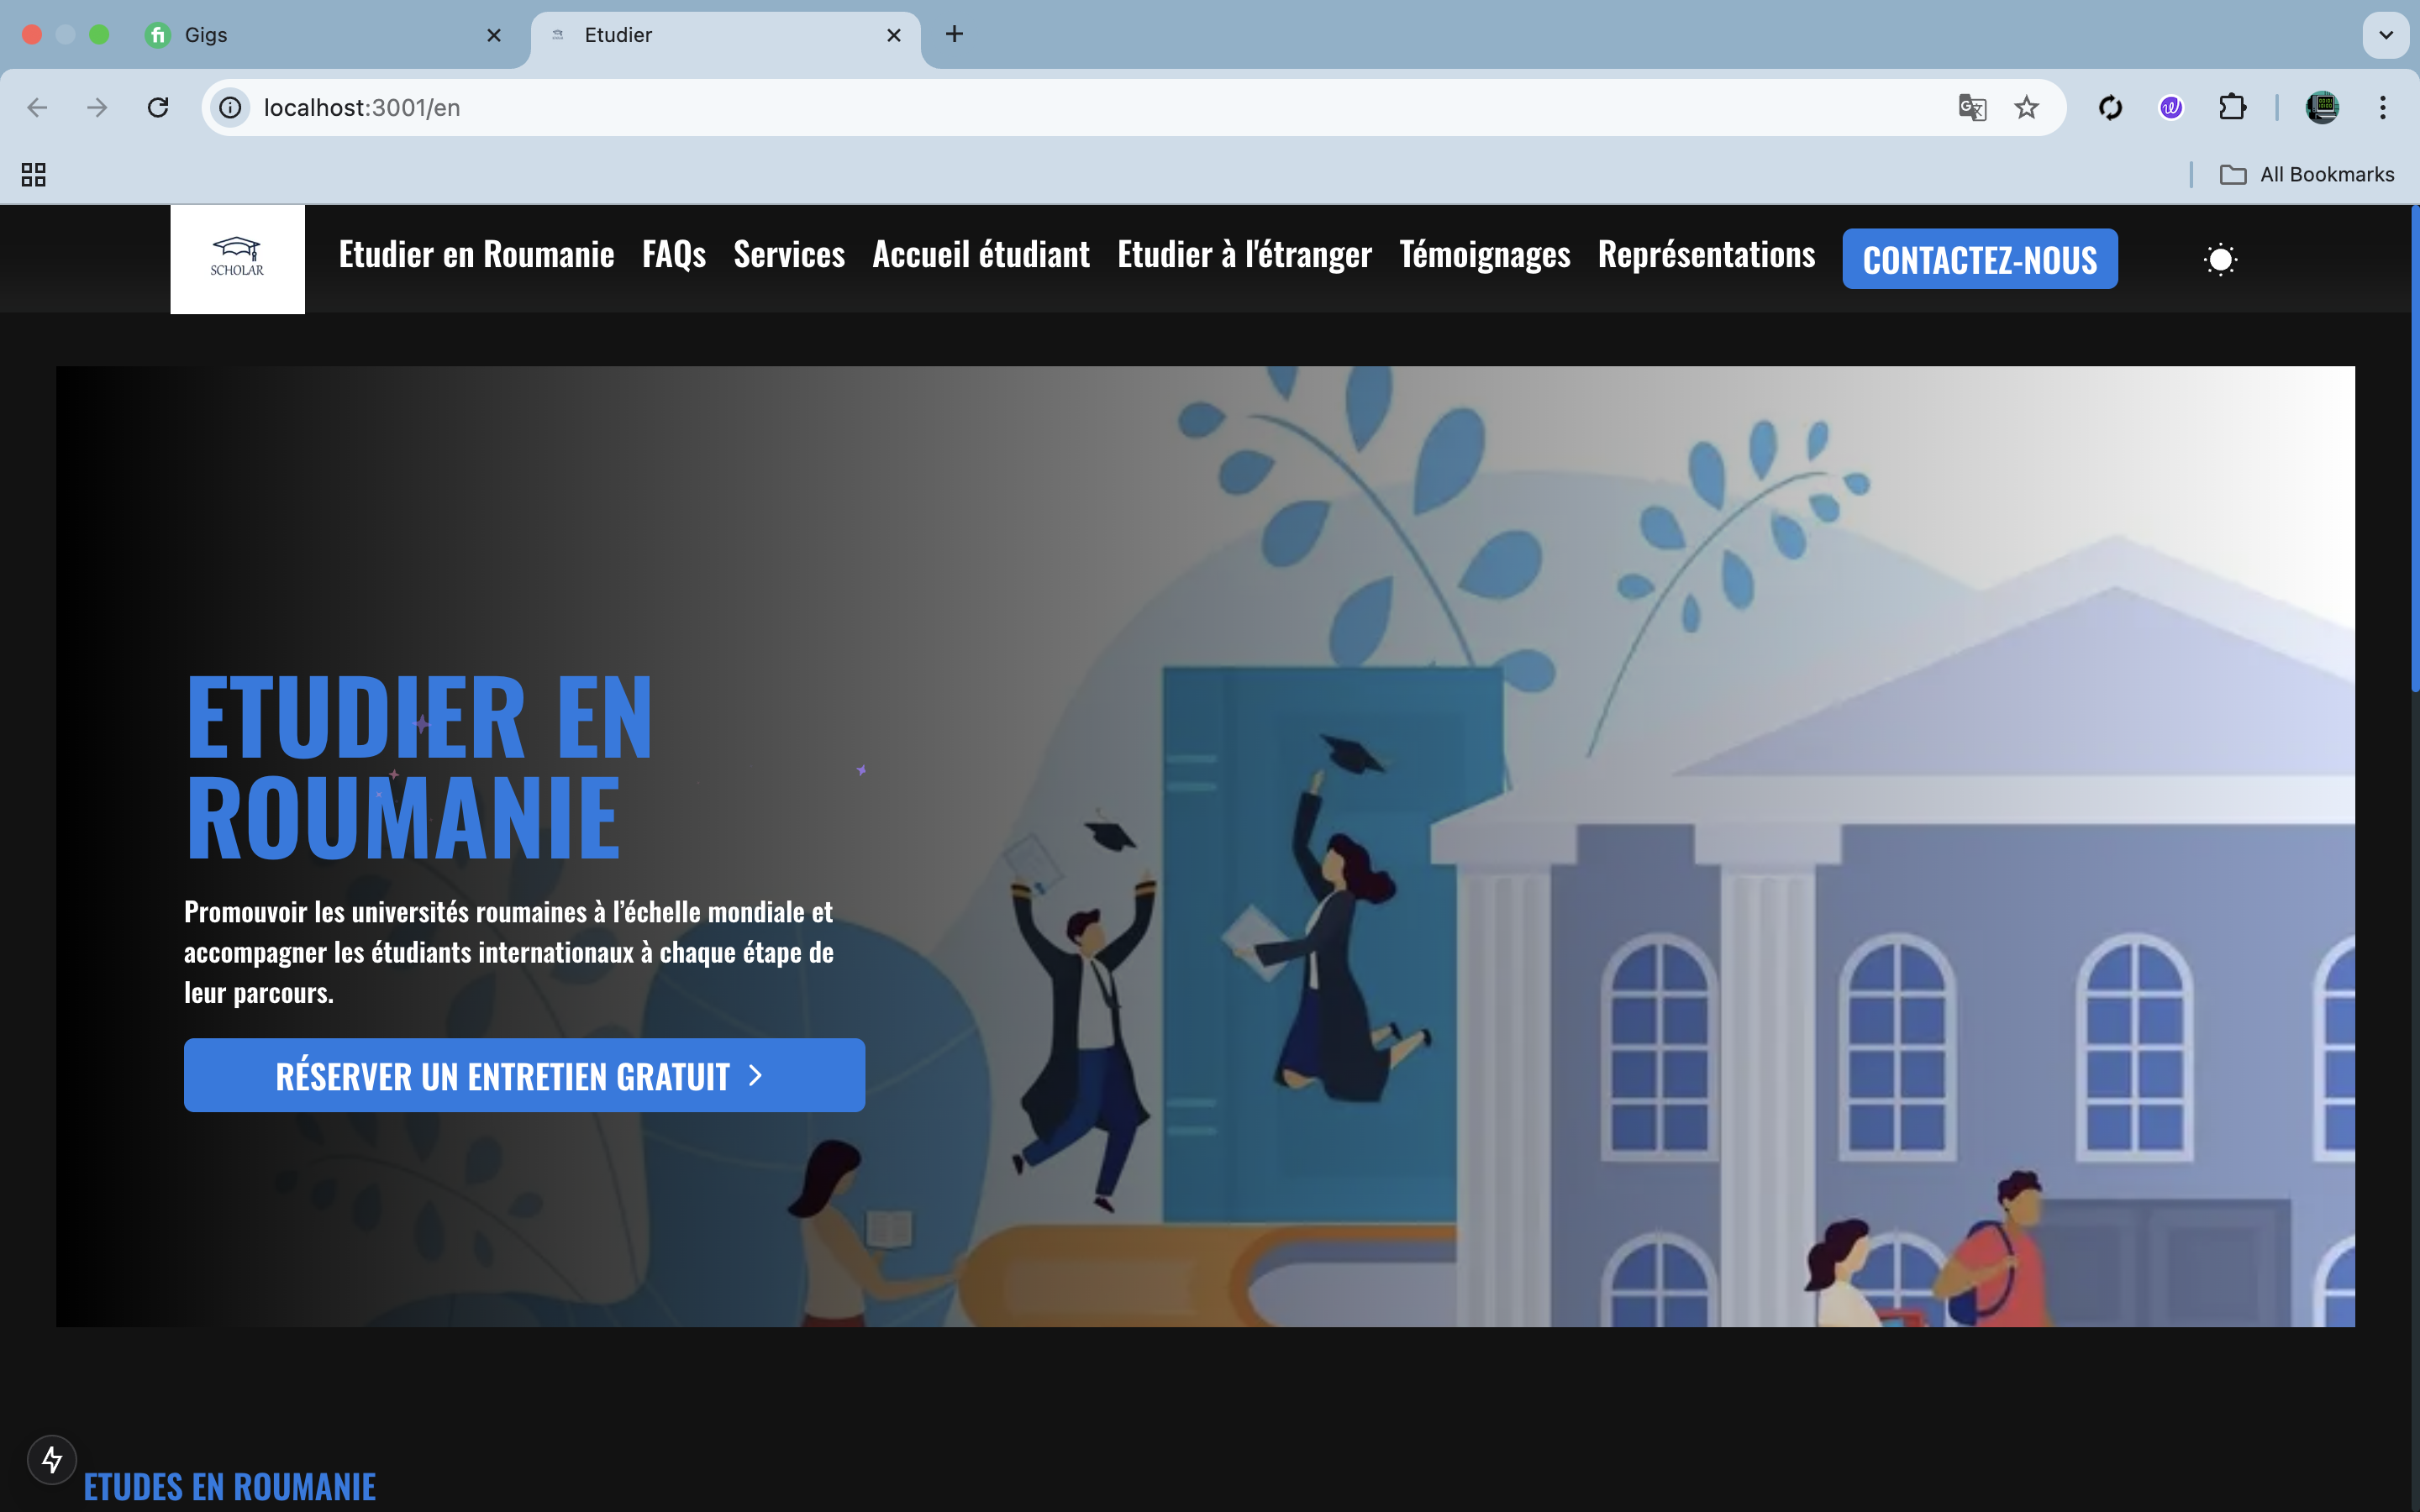 Gigs
Etudier
localhost:3001/en
All Bookmarks
SCHOLAR
Etudier en Roumanie FAQs Services Accueil étudiant Etudier à l'étranger Témoignages Représentations CONTACTEZ-NOUS
ETUDIER EN
ROUMANIE
Promouvoir les universités roumaines à l’échelle mondiale et
accompagner les étudiants internationaux à chaque étape de
leur parcours.
RÉSERVER UN ENTRETIEN GRATUIT
ETUDES EN ROUMANIE